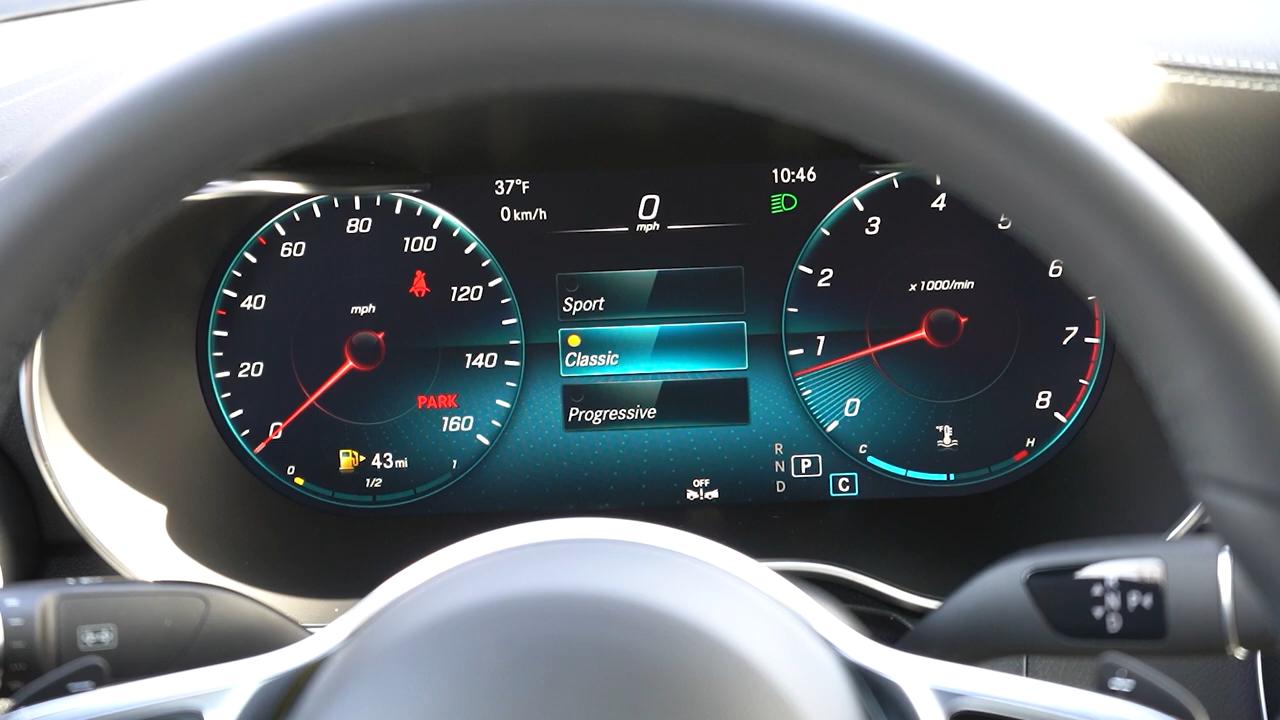 37°F
0 km/h
0
mph
10:46
0
20
40
60
80
100
120
140
160
mph
PARK
43 mi
0
1/2
1
Sport
Classic
Progressive
OFF
R
N
D
P
C
0
1
2
3
4
5
6
7
8
x 1000/min
°F
C
H
R
N
D
P